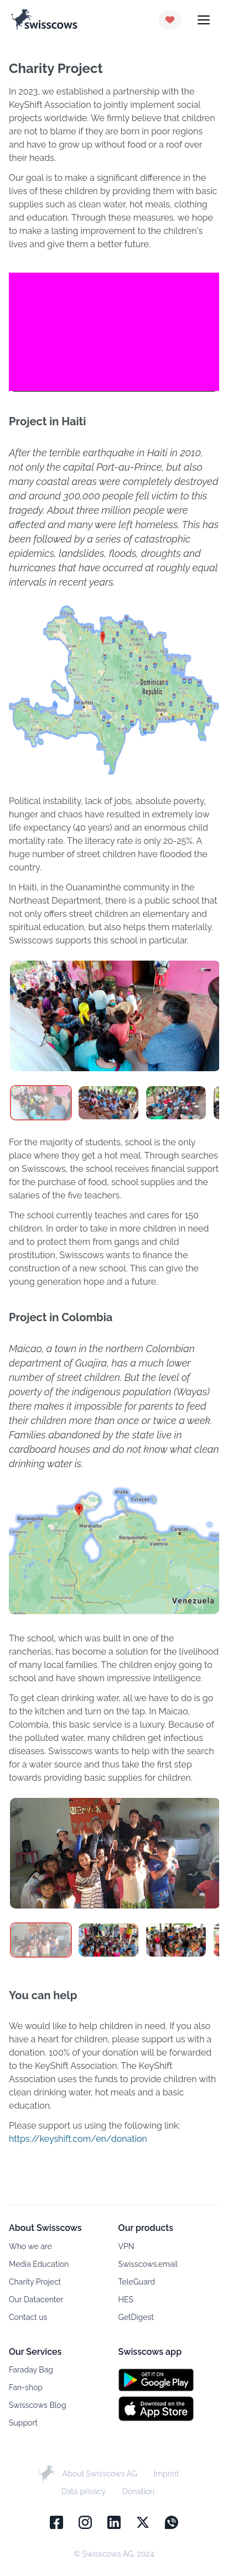 swisscows
Charity Project
In 2023, we established a partnership with the
KeyShift Association to jointly implement social
projects worldwide. We firmly believe that children
are not to blame if they are born in poor regions
and have to grow up without food or a roof over
their heads.
Our goal is to make a significant difference in the
lives of these children by providing them with basic
supplies such as clean water, hot meals, clothing
and education. Through these measures, we hope
to make a lasting improvement to the children's
lives and give them a better future.
Project in Haiti
After the terrible earthquake in Haiti in 2010,
not only the capital Port-au-Prince, but also
many coastal areas were completely destroyed
and around 300,000 people fell victim to this
tragedy. About three million people were
affected and many were left homeless. This has
been followed by a series of catastrophic
epidemics, landslides, floods, droughts and
hurricanes that have occurred at roughly equal
intervals in recent years.
Dominican
Republic
Political instability, lack of jobs, absolute poverty,
hunger and chaos have resulted in extremely low
life expectancy (40 years) and an enormous child
mortality rate. The literacy rate is only 20-25%. A
huge number of street children have flooded the
country.
In Haiti, in the Ouanaminthe community in the
Northeast Department, there is a public school that
not only offers street children an elementary and
spiritual education, but also helps them materially.
Swisscows supports this school in particular.
For the majority of students, school is the only
place where they get a hot meal. Through searches
on Swisscows, the school receives financial support
for the purchase of food, school supplies and the
salaries of the five teachers.
The school currently teaches and cares for 150
children. In order to take in more children in need
and to protect them from gangs and child
prostitution, Swisscows wants to finance the
construction of a new school. This can give the
young generation hope and a future.
Project in Colombia
Maicao, a town in the northern Colombian
department of Guajira, has a much lower
number of street children. But the level of
poverty of the indigenous population (Wayas)
there makes it impossible for parents to feed
their children more than once or twice a week.
Families abandoned by the state live in
cardboard houses and do not know what clean
drinking water is.
Aruba
Curaçao
Barranquilla
Maracaibo
Caracas
Cartagena
Barquisimeto
Valencia
Venezuela
The school, which was built in one of the
rancherias, has become a solution for the livelihood
of many local families. The children enjoy going to
school and have shown impressive intelligence.
To get clean drinking water, all we have to do is go
to the kitchen and turn on the tap. In Maicao,
Colombia, this basic service is a luxury. Because of
the polluted water, many children get infectious
diseases. Swisscows wants to help with the search
for a water source and thus take the first step
towards providing basic supplies for children.
You can help
We would like to help children in need. If you also
have a heart for children, please support us with a
donation. 100% of your donation will be forwarded
to the KeyShift Association. The KeyShift
Association uses the funds to provide children with
clean drinking water, hot meals and a basic
education.
Please support us using the following link:
https://keyshift.com/en/donation
About Swisscows
Who we are
Media Education
Charity Project
Our Datacenter
Contact us
Our products
VPN
Swisscows.email
TeleGuard
HES
GetDigest
Our Services
Faraday Bag
Fan-shop
Swisscows Blog
Support
Swisscows app
GET IT ON
Google Play
Download on the
App Store
About Swisscows AG Imprint
Data privacy Donation
© Swisscows AG, 2024